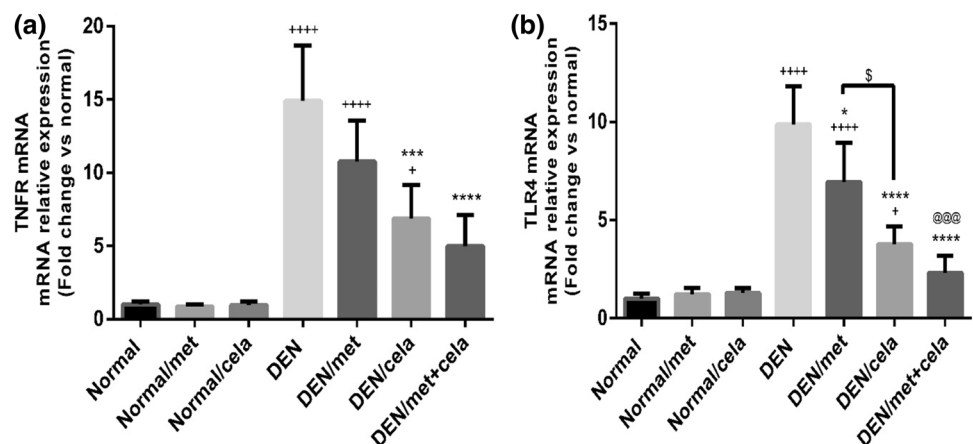 (a)
TNFR mRNA
mRNA relative expression
(Fold change vs normal)
20
15
10
5
0
++++
++++
***
+
****
Normal
Normal/met
Normal/cela
DEN
DEN/met
DEN/cela
DEN/met+cela
(b)
TLR4 mRNA
mRNA relative expression
(Fold change vs normal)
15
10
5
0
++++
$
*
++++
****
+
@@@
****
Normal
Normal/met
Normal/cela
DEN
DEN/met
DEN/cela
DEN/met+cela